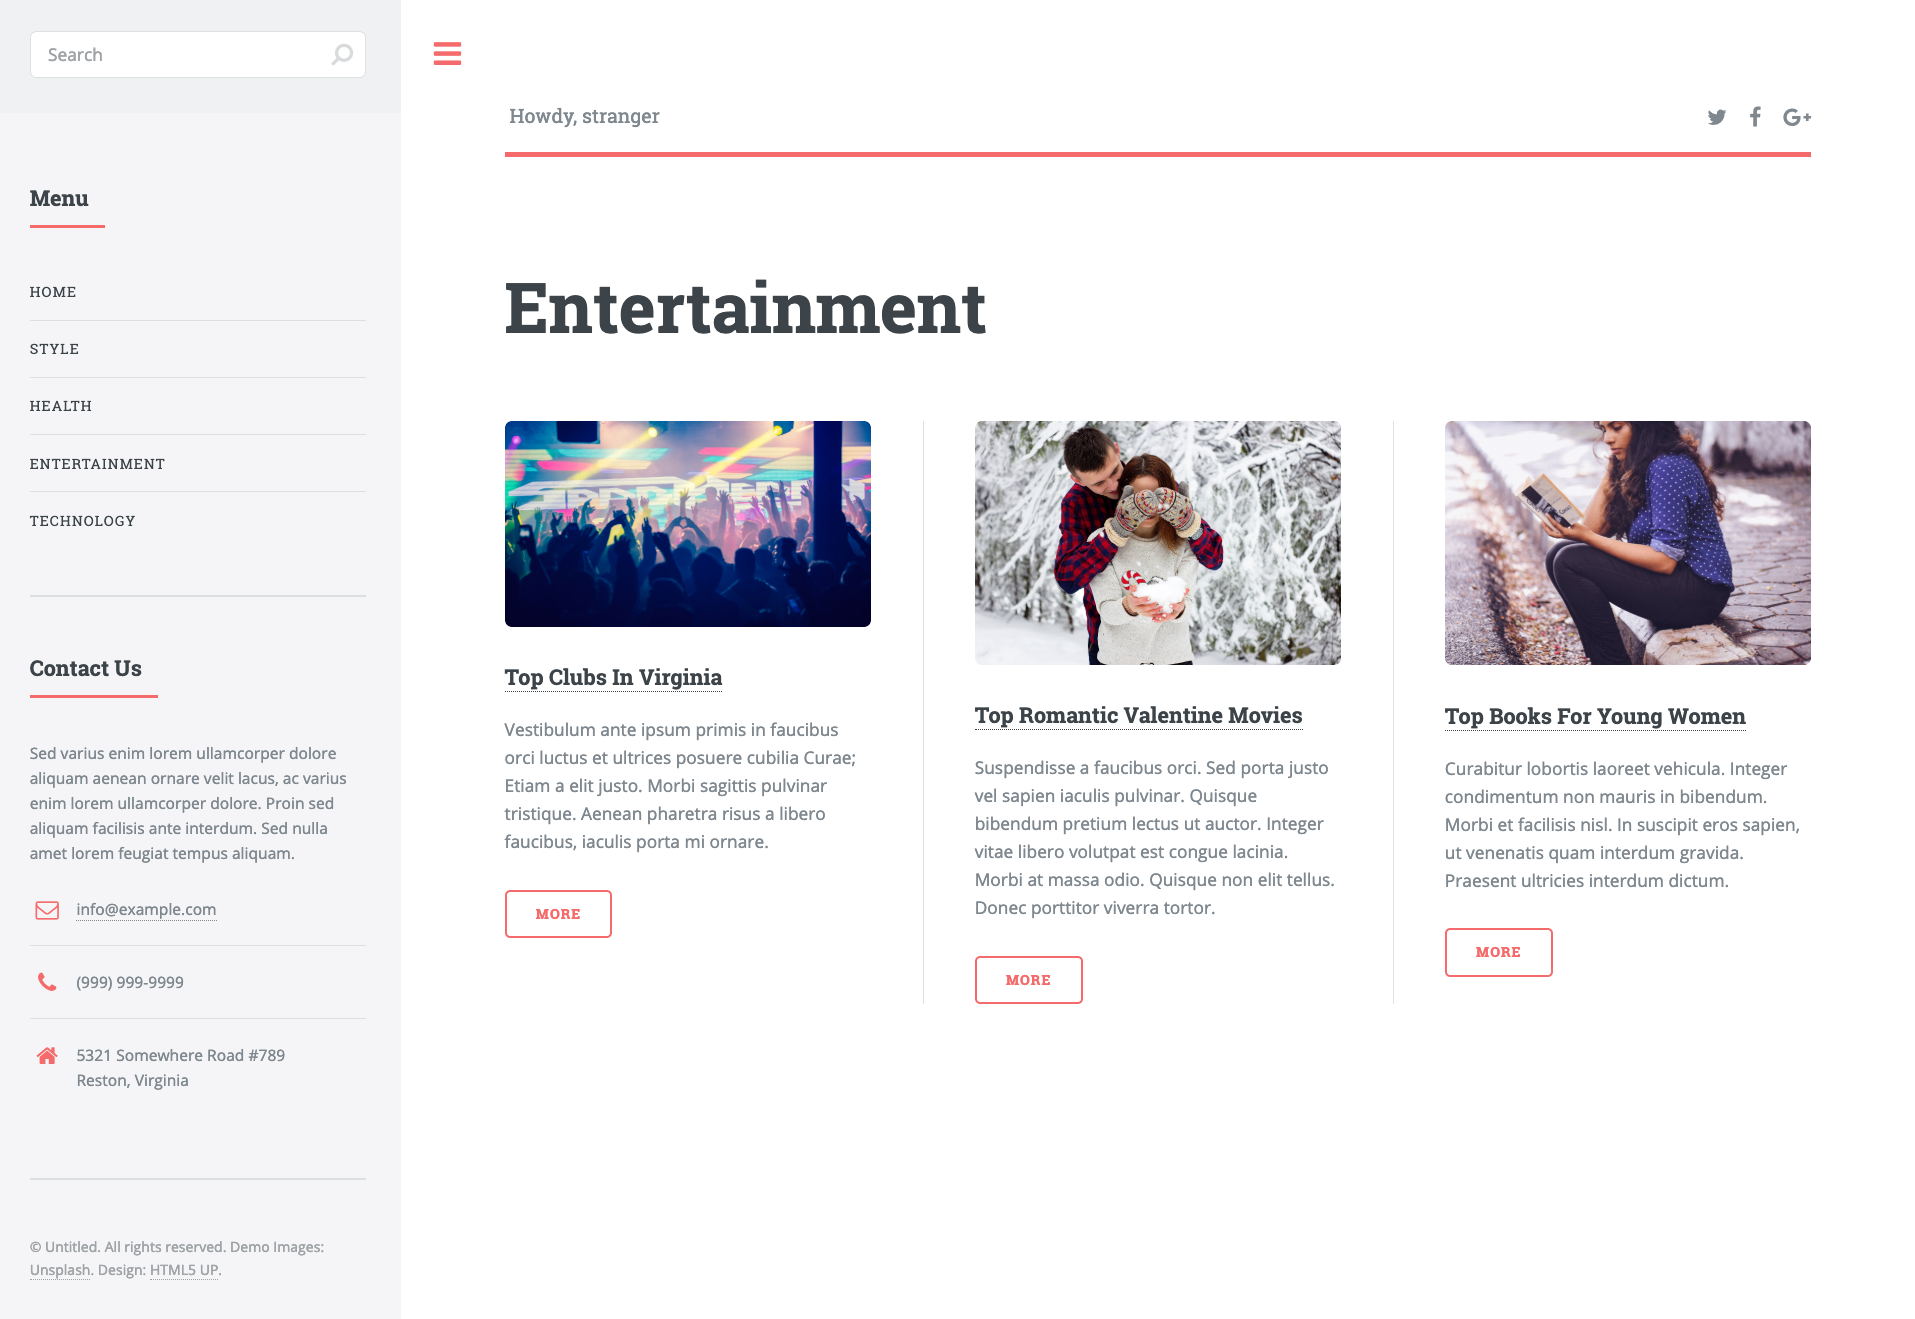 Search
Howdy, stranger
Menu
HOME
STYLE
HEALTH
ENTERTAINMENT
TECHNOLOGY
Contact Us
Sed varius enim lorem ullamcorper dolore
aliquam aenean ornare velit lacus, ac varius
enim lorem ullamcorper dolore. Proin sed
aliquam facilisis ante interdum. Sed nulla
amet lorem feugiat tempus aliquam.
info@example.com
(999) 999-9999
5321 Somewhere Road #789
Reston, Virginia
© Untitled. All rights reserved. Demo Images:
Unsplash. Design: HTML5 UP.
Entertainment
Top Clubs In Virginia
Vestibulum ante ipsum primis in faucibus
orci luctus et ultrices posuere cubilia Curae;
Etiam a elit justo. Morbi sagittis pulvinar
tristique. Aenean pharetra risus a libero
faucibus, iaculis porta mi ornare.
MORE
Top Romantic Valentine Movies
Suspendisse a faucibus orci. Sed porta justo
vel sapien iaculis pulvinar. Quisque
bibendum pretium lectus ut auctor. Integer
vitae libero volutpat est congue lacinia.
Morbi at massa odio. Quisque non elit tellus.
Donec porttitor viverra tortor.
MORE
Top Books For Young Women
Curabitur lobortis laoreet vehicula. Integer
condimentum non mauris in bibendum.
Morbi et facilisis nisl. In suscipit eros sapien,
ut venenatis quam interdum gravida.
Praesent ultricies interdum dictum.
MORE